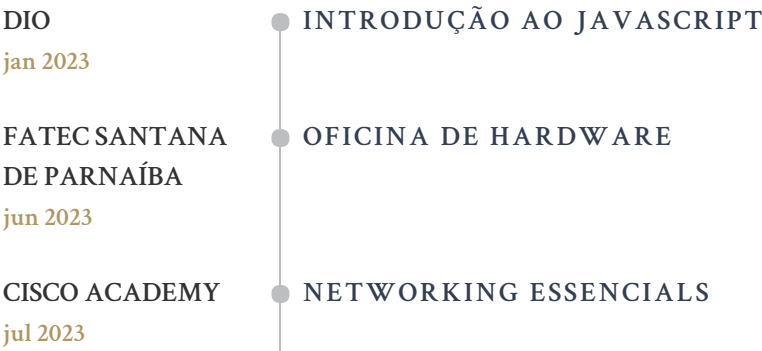 DIO
INTRODUÇÃO AO JAVASCRIPT
jan 2023
FATEC SANTANA
DE PARNAÍBA
OFICINA DE HARDWARE
jun 2023
CISCO ACADEMY
NETWORKING ESSENCIALS
jul 2023